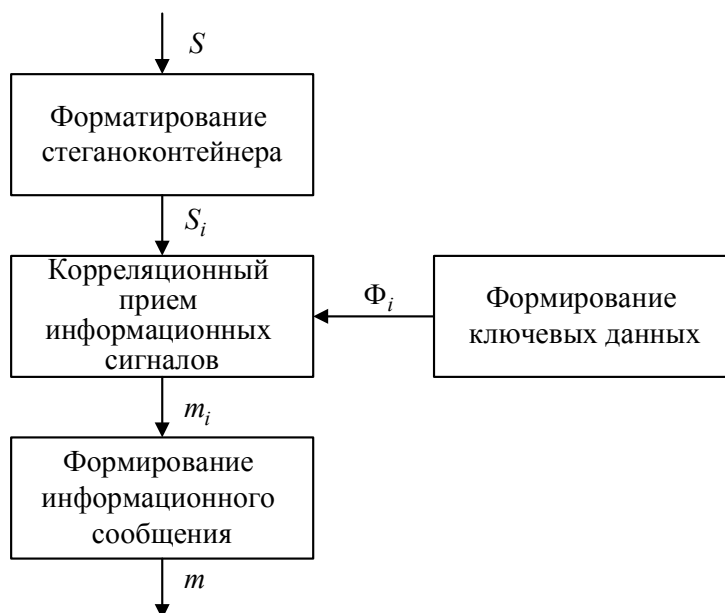 S
Форматирование
стеганоконтейнера
S_i
Корреляционный
прием
информационных
сигналов
Φ_i
Формирование
ключевых данных
m_i
Формирование
информационного
сообщения
m